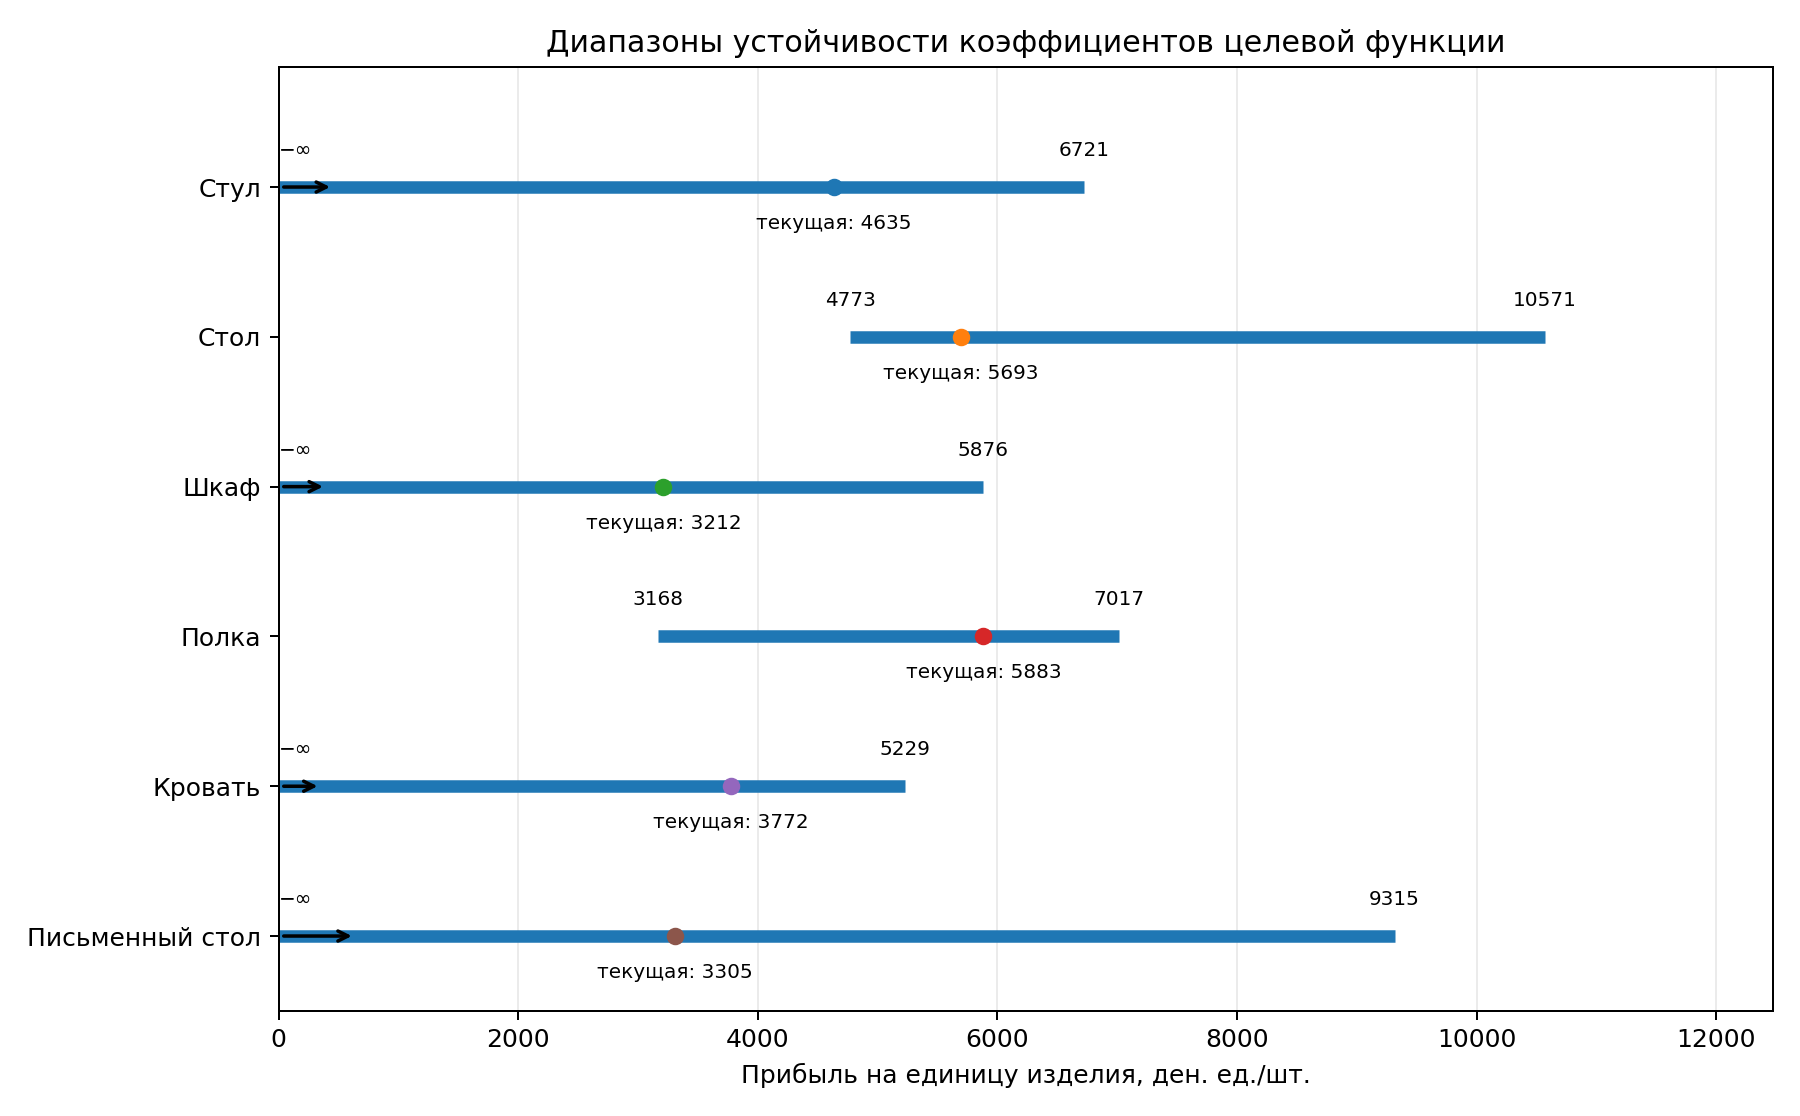 Диапазоны устойчивости коэффициентов целевой функции
−∞
6721
Стул
текущая: 4635
4773
10571
Стол
текущая: 5693
−∞
5876
Шкаф
текущая: 3212
3168
7017
Полка
текущая: 5883
−∞
5229
Кровать
текущая: 3772
−∞
9315
Письменный стол
текущая: 3305
0
2000
4000
6000
8000
10000
12000
Прибыль на единицу изделия, ден. ед./шт.